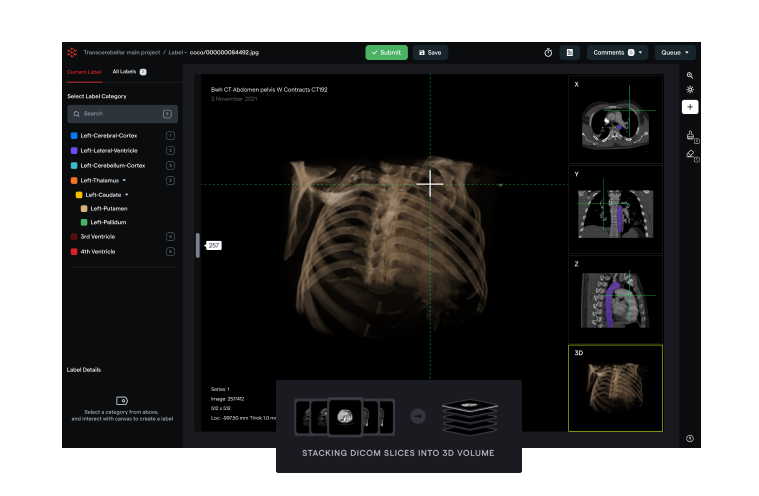 Transcerebellar main project / Label - coco/000000084492.jpg
Submit
Save
Comments
Queue
Current Label
All Labels
Select Label Category
Search
Left-Cerebral-Cortex
Left-Lateral-Ventricle
Left-Cerebellum-Cortex
Left-Thalamus
Left-Caudate
Left-Putamen
Left-Pallidum
3rd Ventricle
4th Ventricle
Label Details
Select a category from above,
and interact with canvas to create a label
Bwh CT Abdomen pelvis W Contracts CT192
2 November 2021
257
Series: 1
Image: 257/412
512 x 512
Loc: -997.50 mm Thick 1.0 m
X
Y
Z
3D
STACKING DICOM SLICES INTO 3D VOLUME